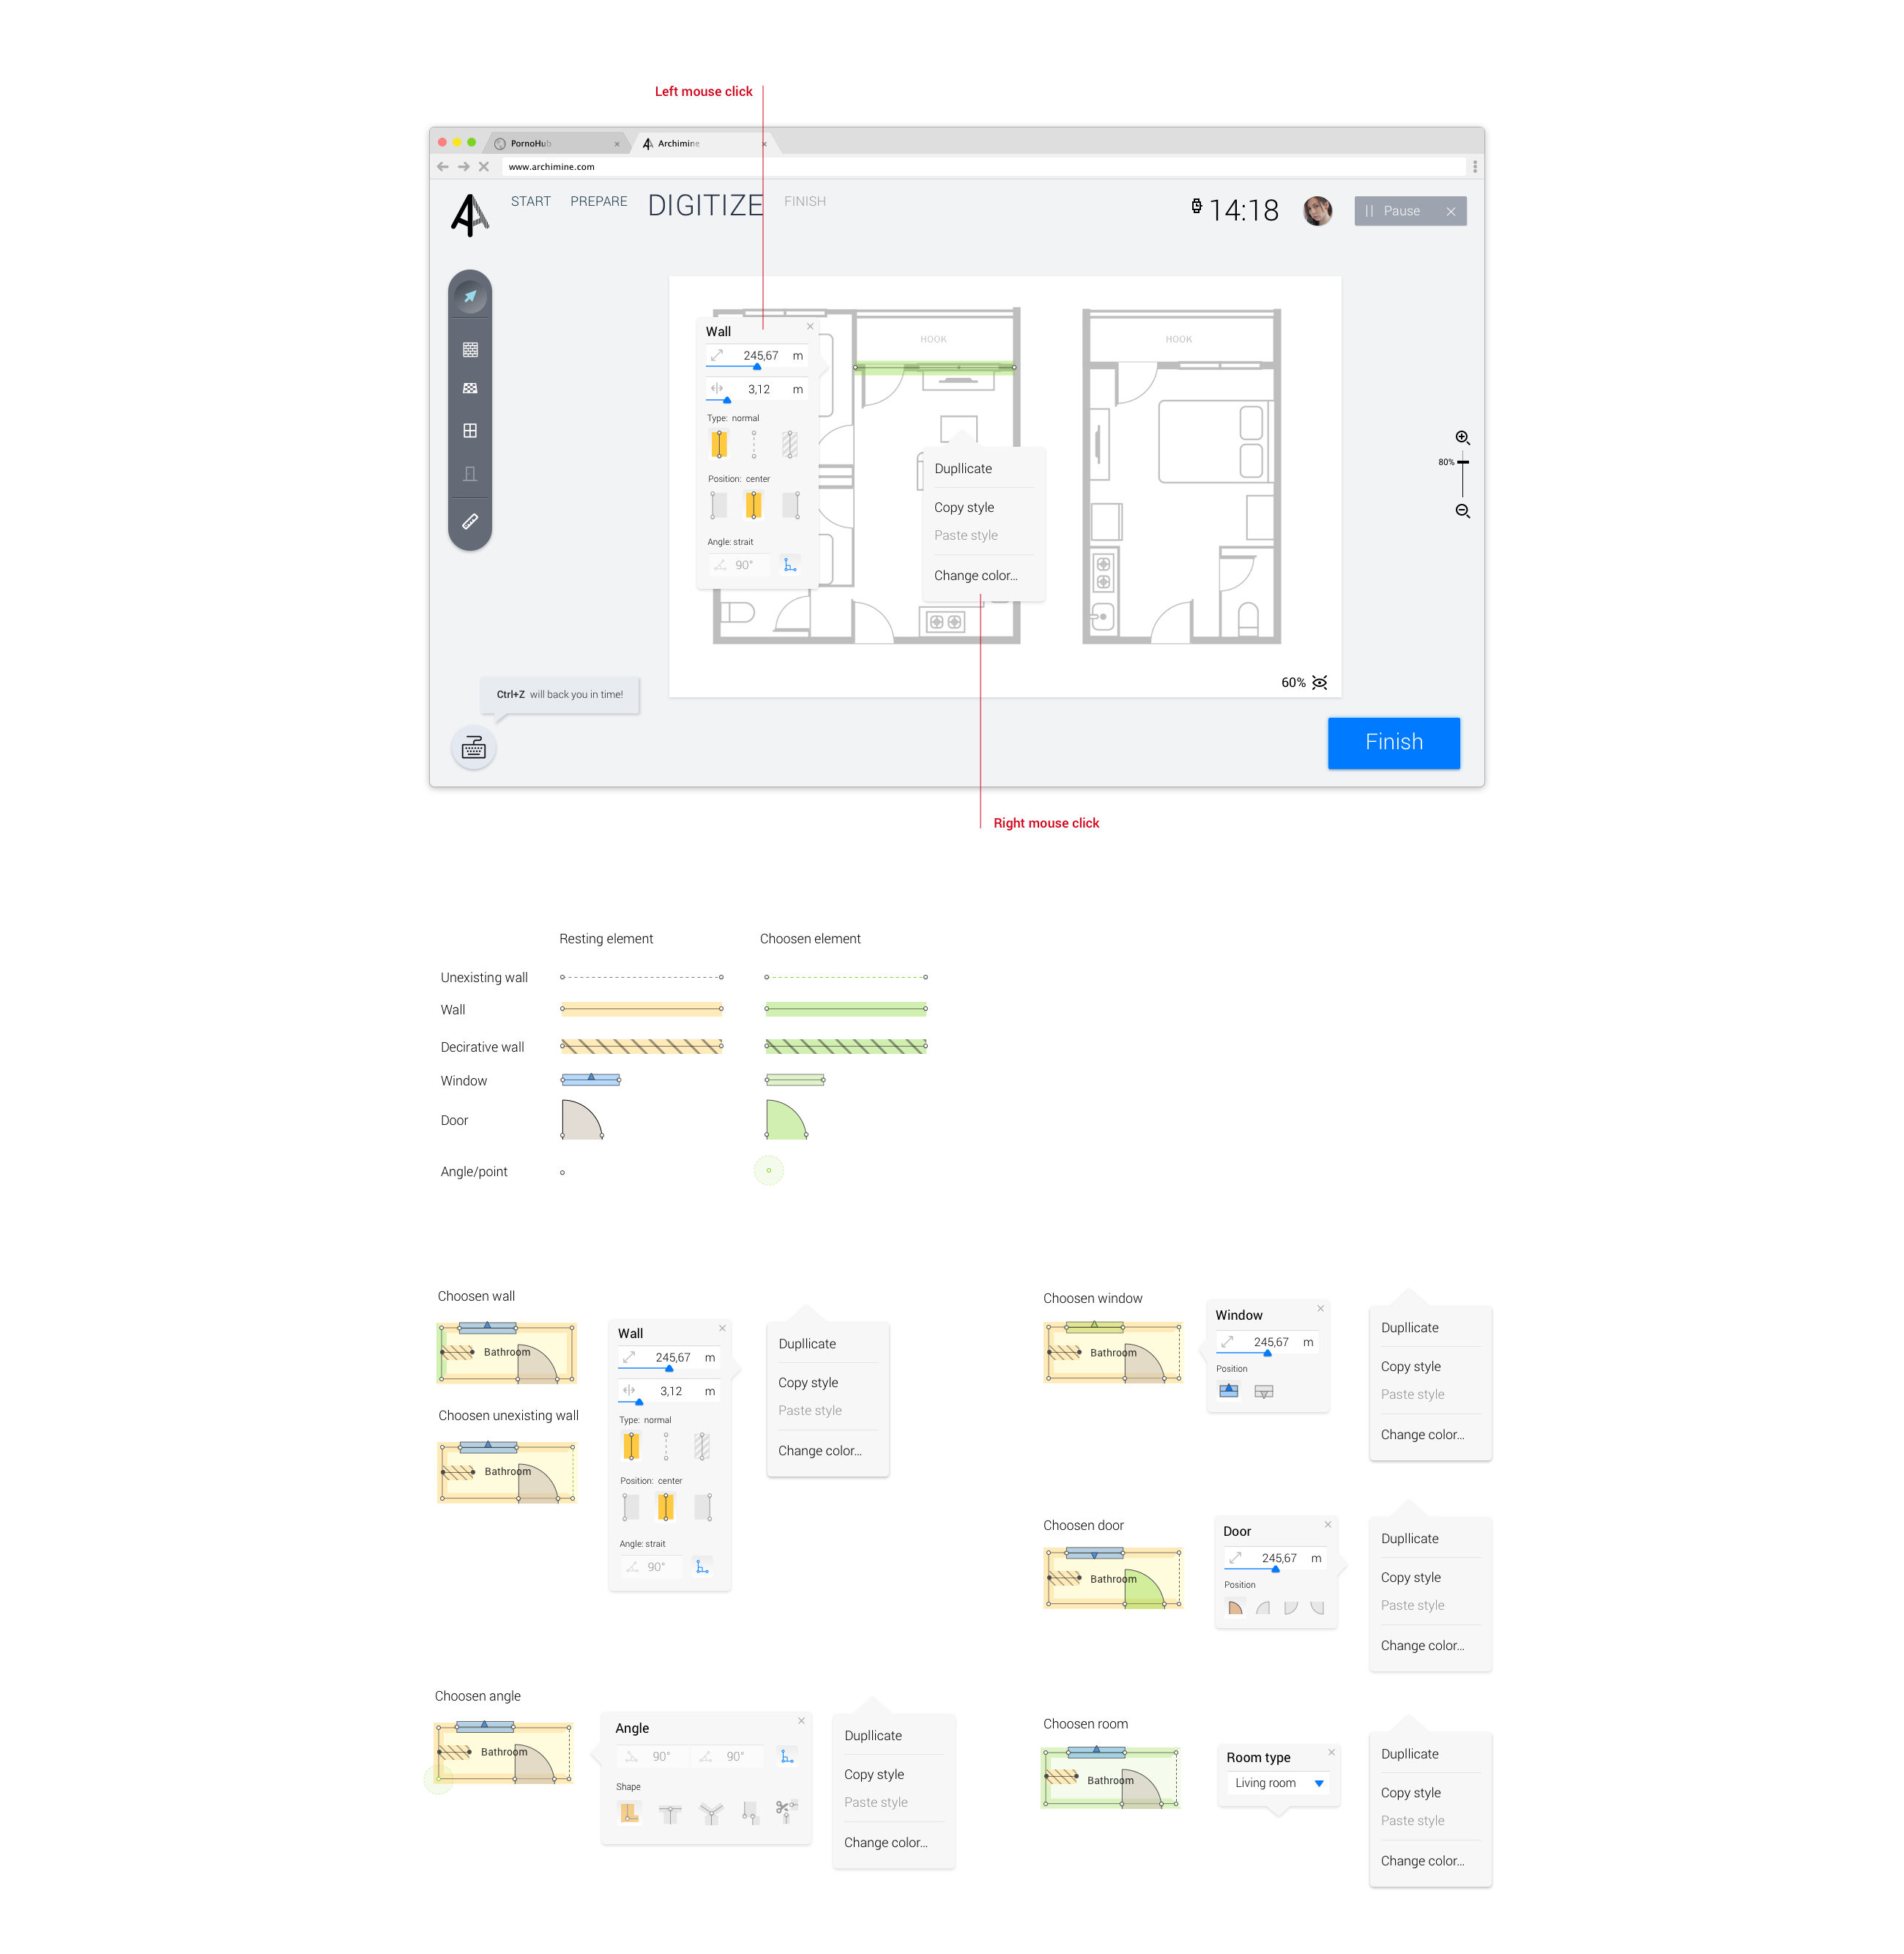 Left mouse click
PornoHub
Archimine
www.archimine.com
START PREPARE DIGITIZE FINISH
14:18
Pause
Wall
245,67 m
3,12 m
Type: normal
Position: center
Angle: strait
90°
HOOK
HOOK
Dupllicate
Copy style
Paste style
Change color...
80%
60%
Ctrl+Z will back you in time!
Finish
Right mouse click
Resting element
Choosen element
Unexisting wall
Wall
Decirative wall
Window
Door
Angle/point
Choosen wall
Bathroom
Choosen unexisting wall
Bathroom
Wall
245,67 m
3,12 m
Type: normal
Position: center
Angle: strait
90°
Dupllicate
Copy style
Paste style
Change color...
Choosen window
Bathroom
Window
245,67 m
Position
Dupllicate
Copy style
Paste style
Change color...
Choosen door
Bathroom
Door
245,67 m
Position
Dupllicate
Copy style
Paste style
Change color...
Choosen angle
Bathroom
Angle
90° 90°
Shape
Dupllicate
Copy style
Paste style
Change color...
Choosen room
Bathroom
Room type
Living room
Dupllicate
Copy style
Paste style
Change color...